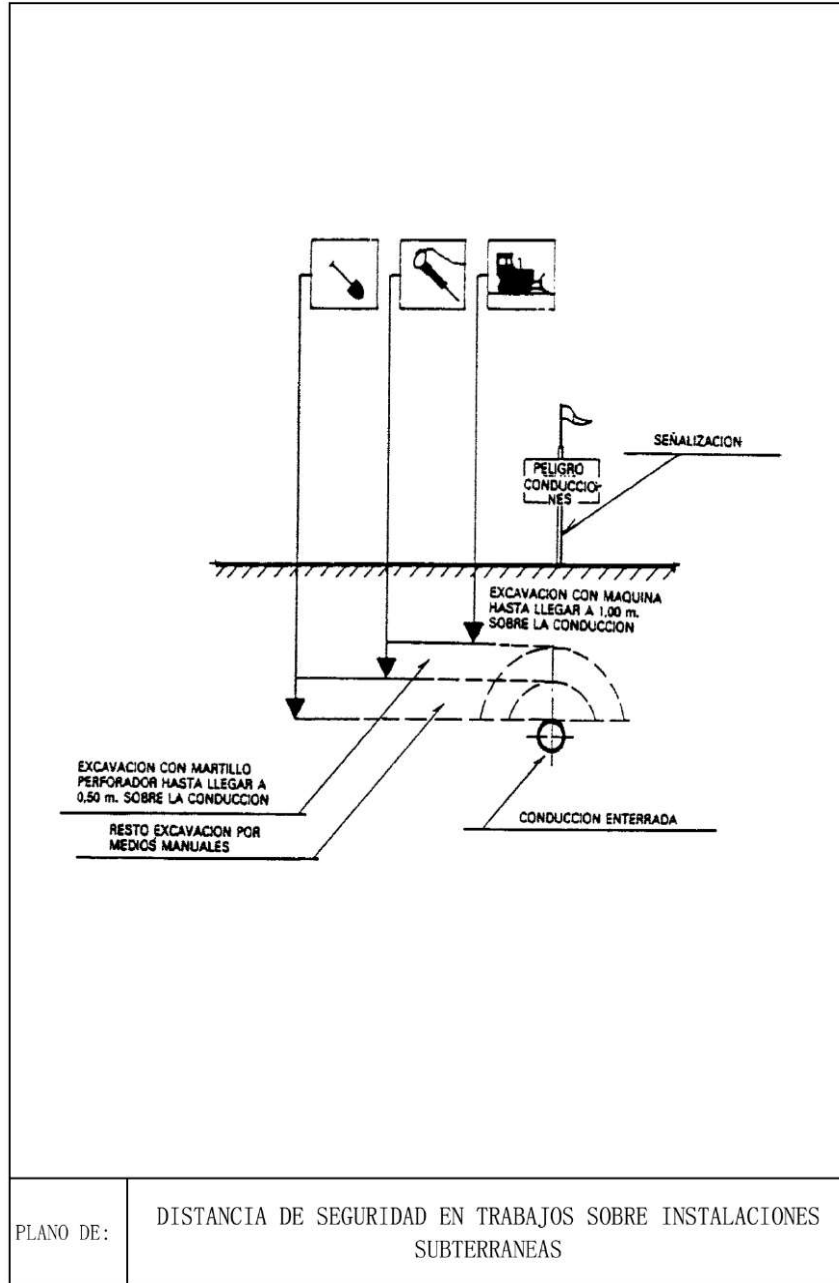 SEÑALIZACION
PELIGRO
CONDUCCIO-
NES
EXCAVACION CON MAQUINA
HASTA LLEGAR A 1,00 m.
SOBRE LA CONDUCCION
EXCAVACION CON MARTILLO
PERFORADOR HASTA LLEGAR A
0,50 m. SOBRE LA CONDUCCION
RESTO EXCAVACION POR
MEDIOS MANUALES
CONDUCCION ENTERRADA
PLANO DE:
DISTANCIA DE SEGURIDAD EN TRABAJOS SOBRE INSTALACIONES
SUBTERRANEAS